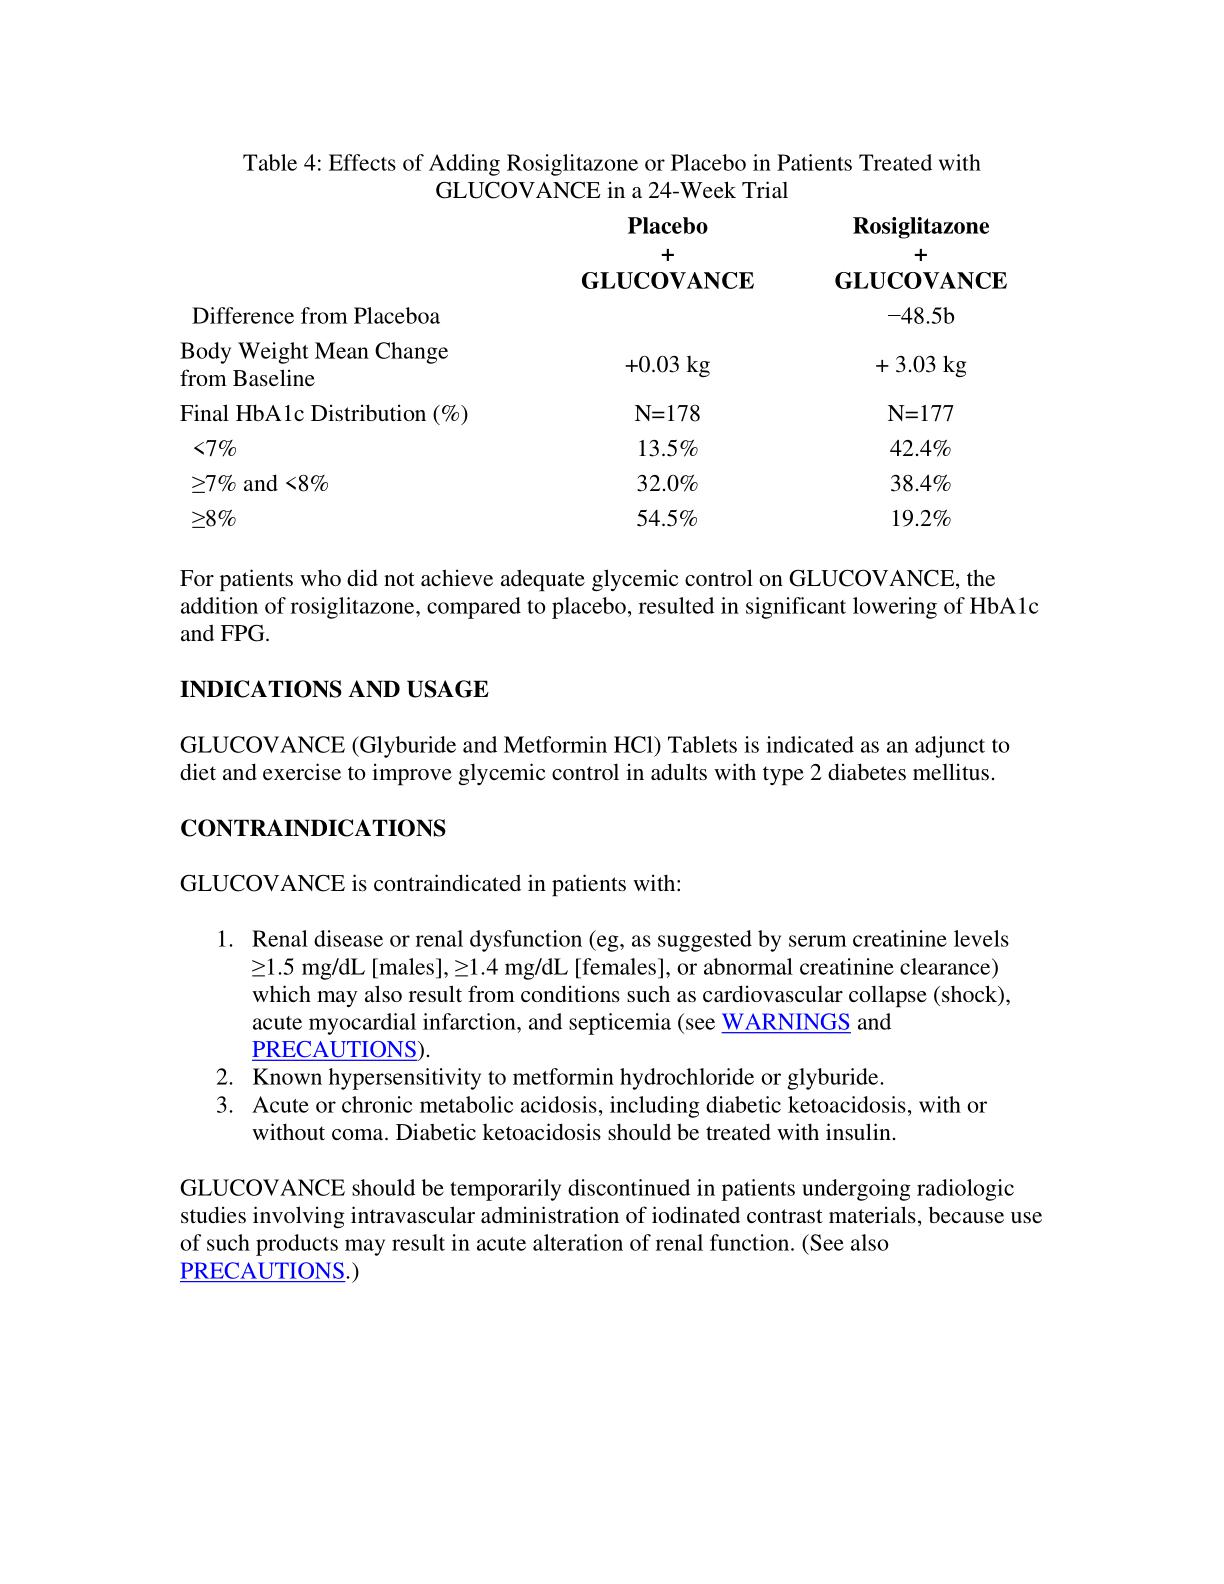 Table 4: Effects of Adding Rosiglitazone or Placebo in Patients Treated with
GLUCOVANCE in a 24-Week Trial
Placebo
+
GLUCOVANCE
Rosiglitazone
+
GLUCOVANCE
Difference from Placeboa −48.5b
Body Weight Mean Change
from Baseline
+0.03 kg + 3.03 kg
Final HbA1c Distribution (%) N=178 N=177
<7% 13.5% 42.4%
≥7% and <8% 32.0% 38.4%
≥8% 54.5% 19.2%
For patients who did not achieve adequate glycemic control on GLUCOVANCE, the
addition of rosiglitazone, compared to placebo, resulted in significant lowering of HbA1c
and FPG.
INDICATIONS AND USAGE
GLUCOVANCE (Glyburide and Metformin HCl) Tablets is indicated as an adjunct to
diet and exercise to improve glycemic control in adults with type 2 diabetes mellitus.
CONTRAINDICATIONS
GLUCOVANCE is contraindicated in patients with:
1. Renal disease or renal dysfunction (eg, as suggested by serum creatinine levels
≥1.5 mg/dL [males], ≥1.4 mg/dL [females], or abnormal creatinine clearance)
which may also result from conditions such as cardiovascular collapse (shock),
acute myocardial infarction, and septicemia (see WARNINGS and
PRECAUTIONS).
2. Known hypersensitivity to metformin hydrochloride or glyburide.
3. Acute or chronic metabolic acidosis, including diabetic ketoacidosis, with or
without coma. Diabetic ketoacidosis should be treated with insulin.
GLUCOVANCE should be temporarily discontinued in patients undergoing radiologic
studies involving intravascular administration of iodinated contrast materials, because use
of such products may result in acute alteration of renal function. (See also
PRECAUTIONS.)